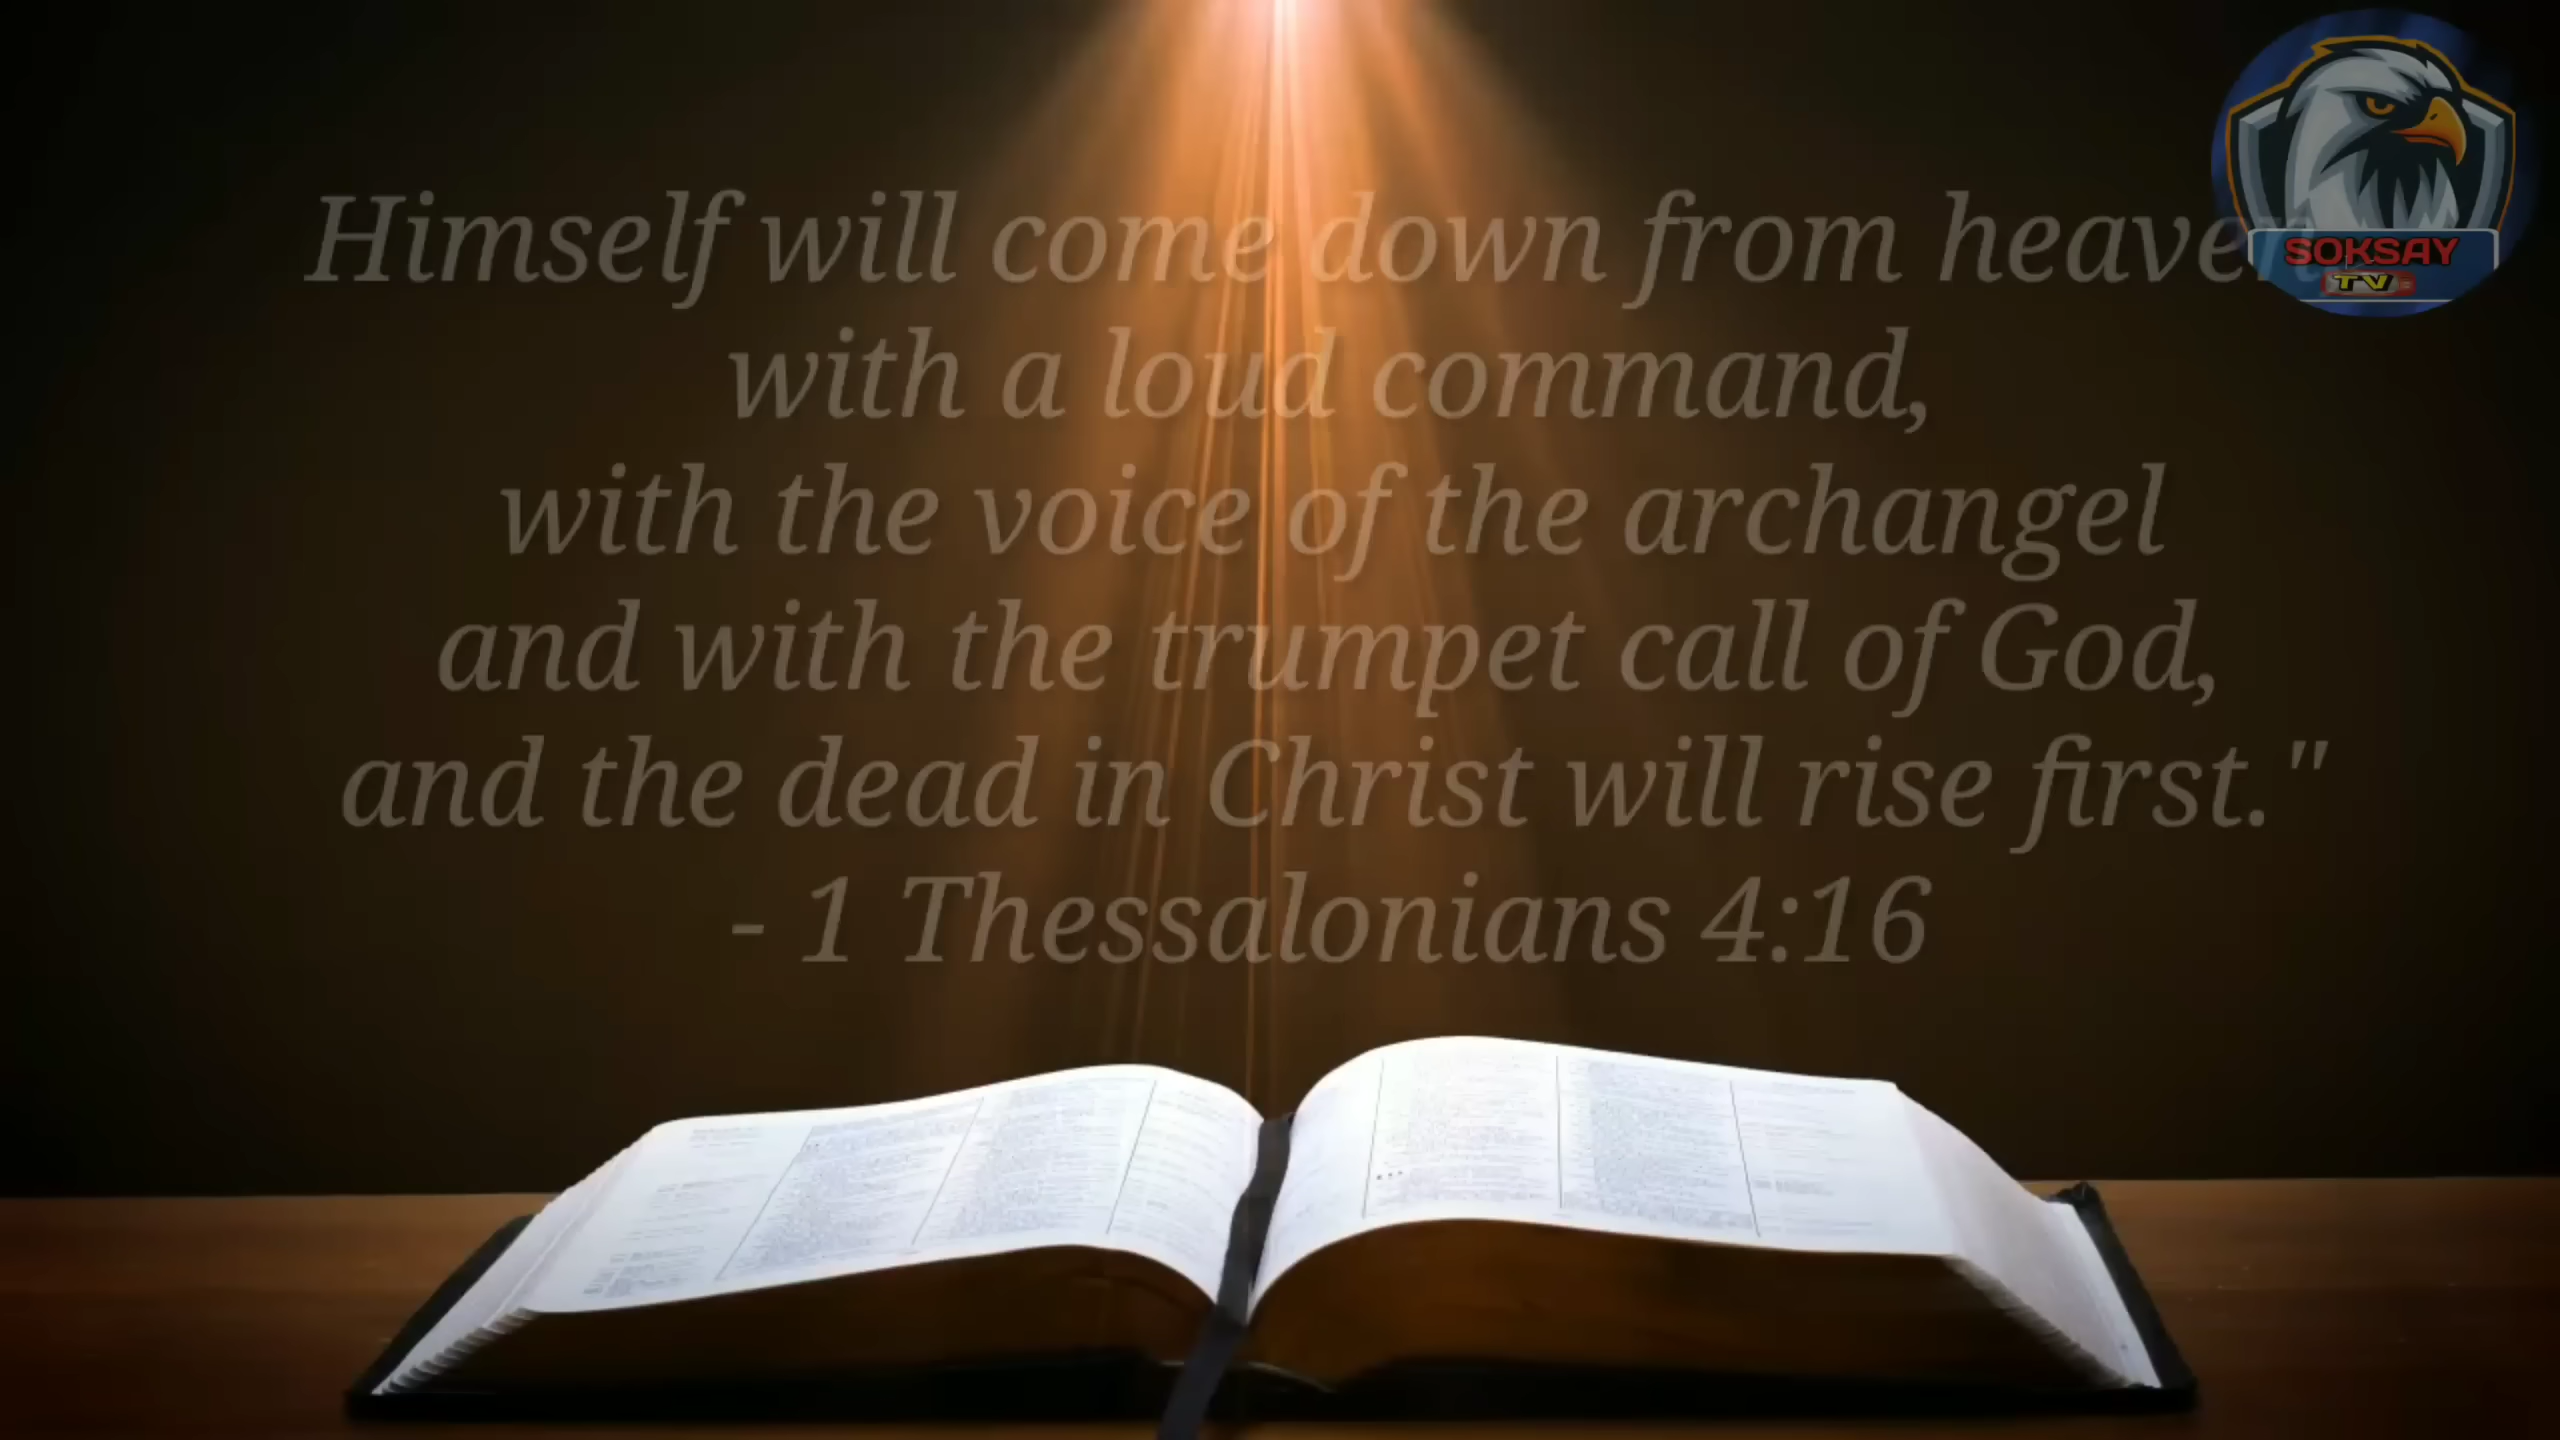 Himself will come down from heaven,
with a loud command,
with the voice of the archangel
and with the trumpet call of God,
and the dead in Christ will rise first."
- 1 Thessalonians 4:16
SOKSAY
TV